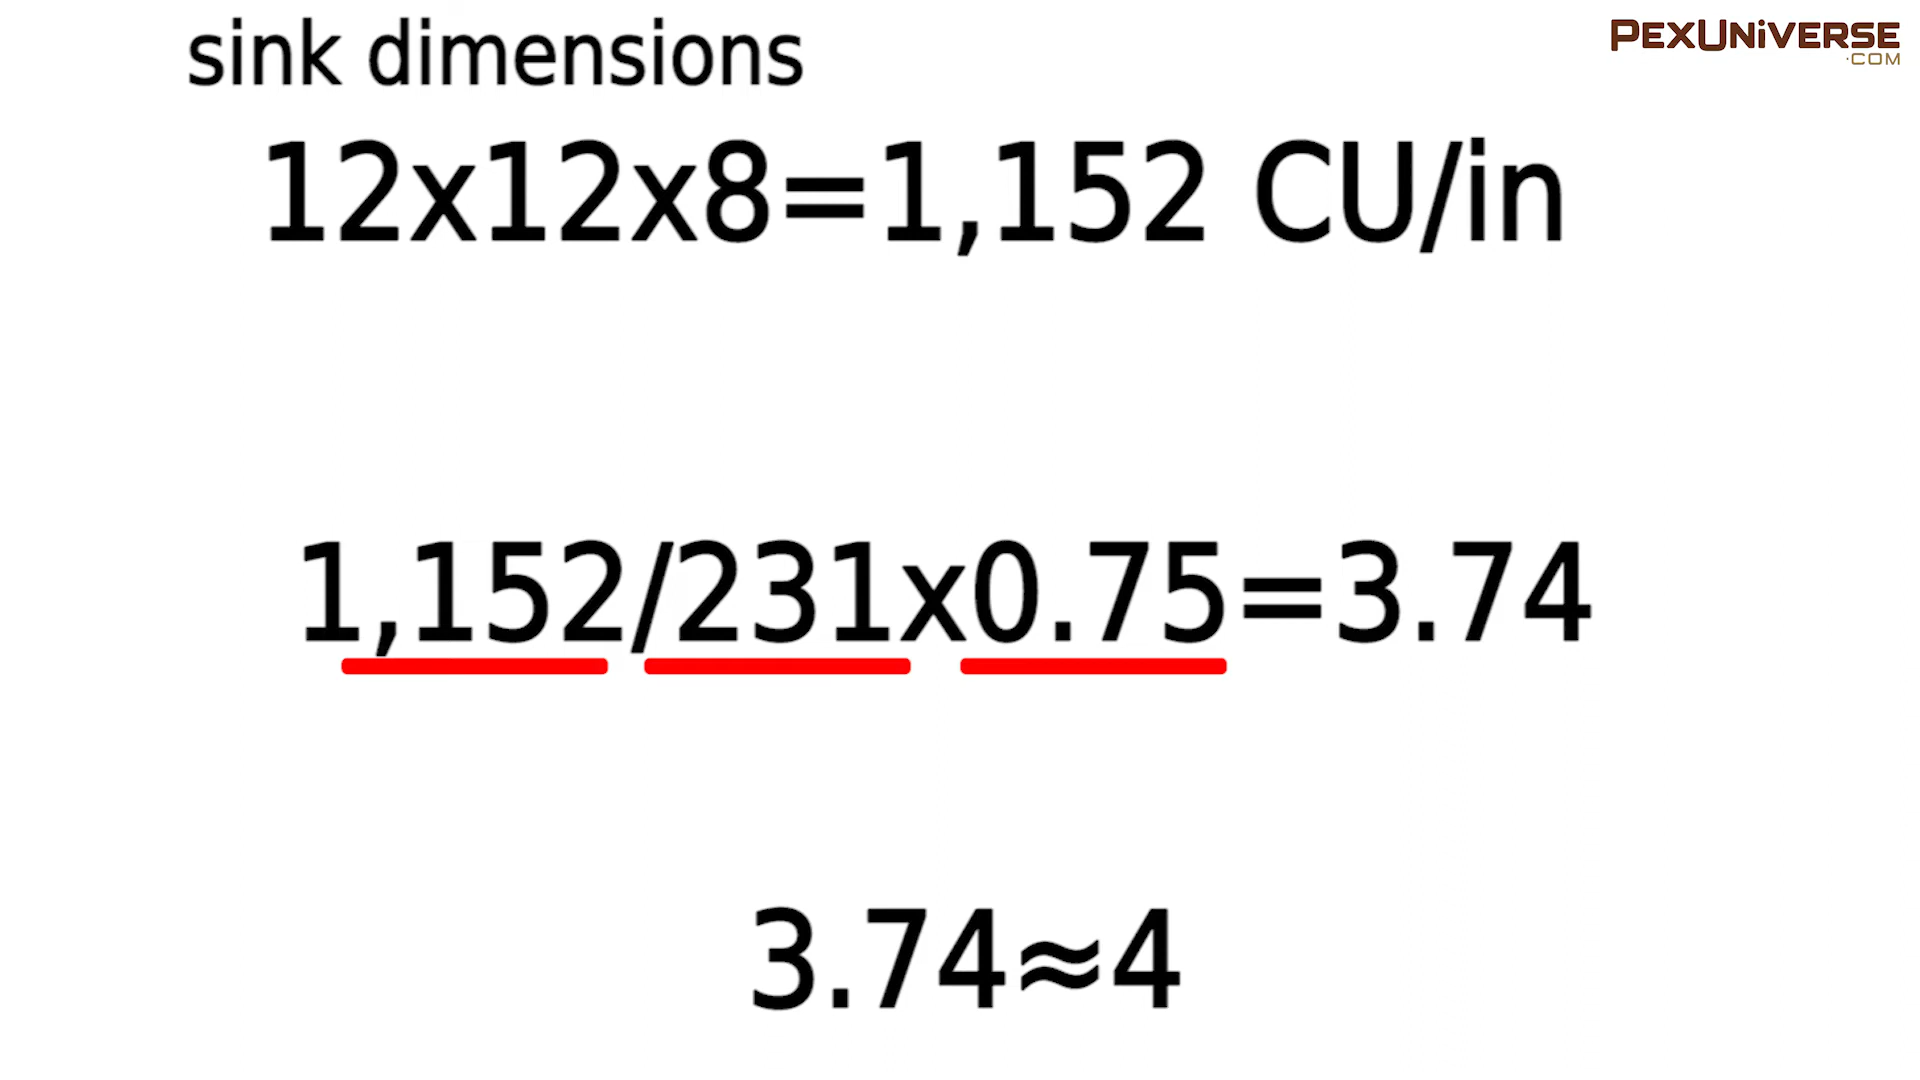 sink dimensions
PEXUNiVERSE
.COM
12x12x8=1,152 CU/in
1,152/231x0.75=3.74
3.74≈4